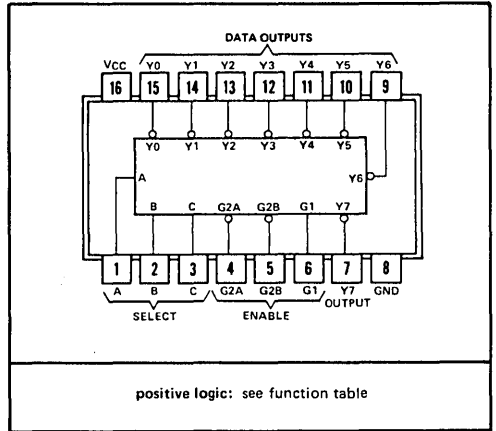 DATA OUTPUTS
VCC Y0 Y1 Y2 Y3 Y4 Y5 Y6
16 15 14 13 12 11 10 9
Y0 Y1 Y2 Y3 Y4 Y5
A Y6
B C G2A G2B G1 Y7
1 2 3 4 5 6 7 8
A B C G2A G2B G1 Y7 GND
SELECT ENABLE OUTPUT
positive logic: see function table